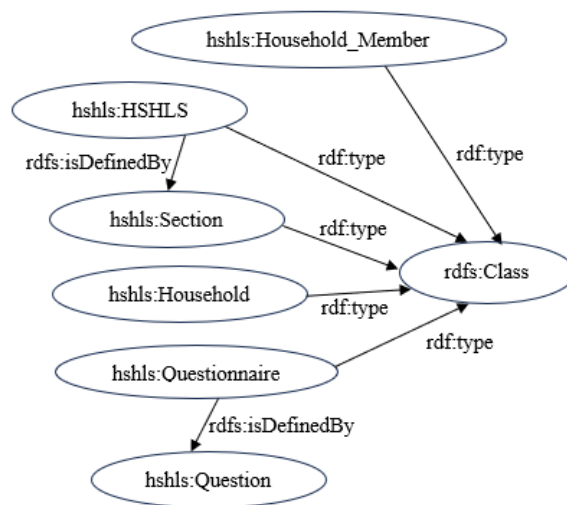 hshls:Household_Member
hshls:HSHLS
rdfs:isDefinedBy
rdf:type
rdf:type
hshls:Section
rdf:type
rdfs:Class
hshls:Household
rdf:type
rdf:type
hshls:Questionnaire
rdfs:isDefinedBy
hshls:Question